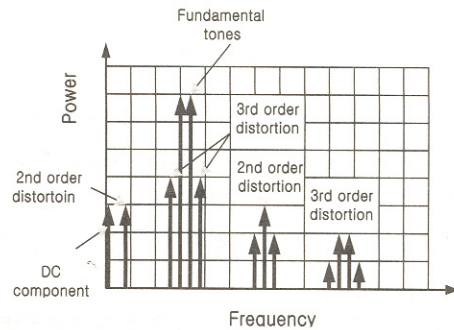 Fundamental
tones
Power
3rd order
distortion
2nd order
distortoin
2nd order
distortion
3rd order
distortion
DC
component
Frequency